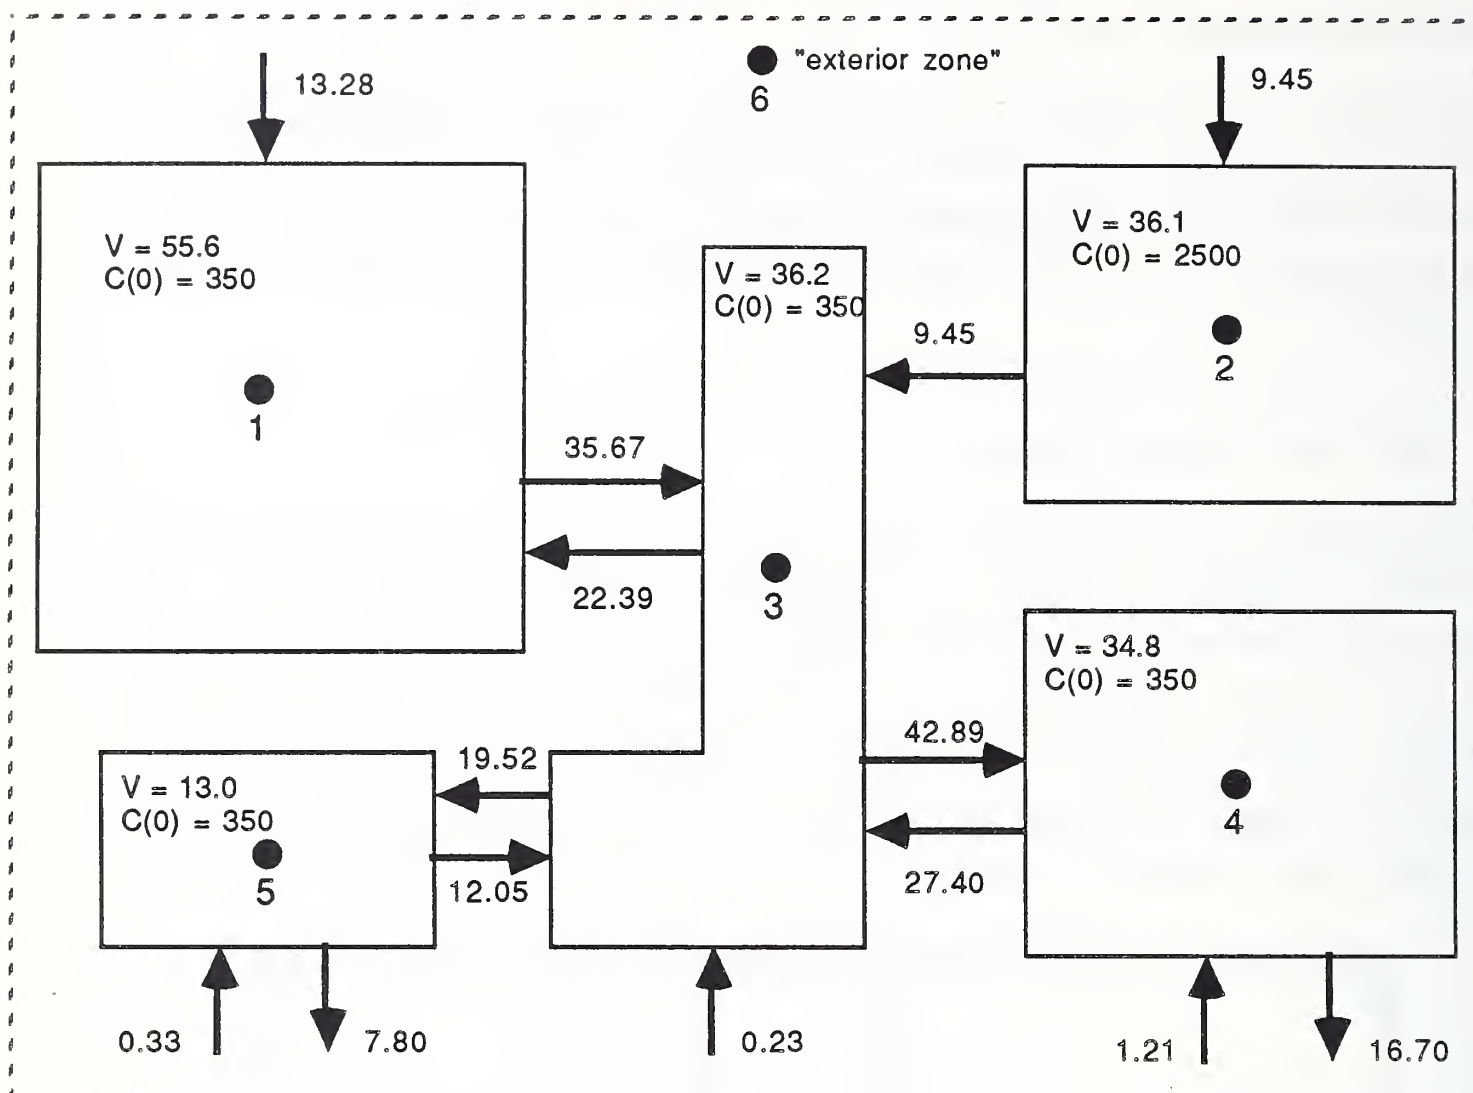 13.28
"exterior zone"
6
9.45
V = 55.6
C(0) = 350
1
V = 36.2
C(0) = 350
3
V = 36.1
C(0) = 2500
2
9.45
35.67
22.39
V = 34.8
C(0) = 350
4
42.89
27.40
19.52
12.05
V = 13.0
C(0) = 350
5
0.33
7.80
0.23
1.21
16.70